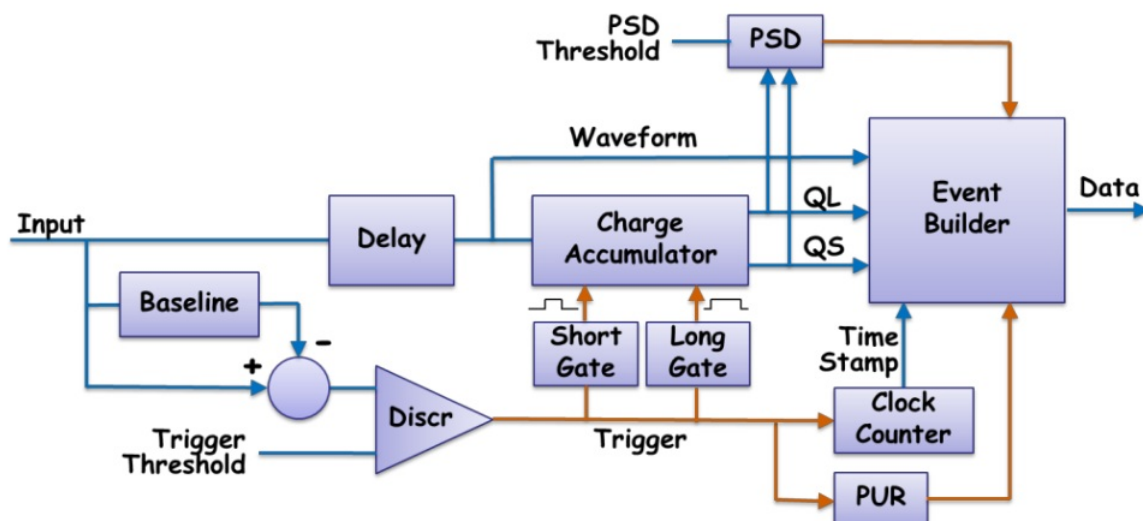 PSD
Threshold
PSD
Waveform
Input
Delay
Charge
Accumulator
QL
QS
Event
Builder
Data
Baseline
+
-
Short
Gate
Long
Gate
Time
Stamp
Discr
Trigger
Threshold
Trigger
Clock
Counter
PUR